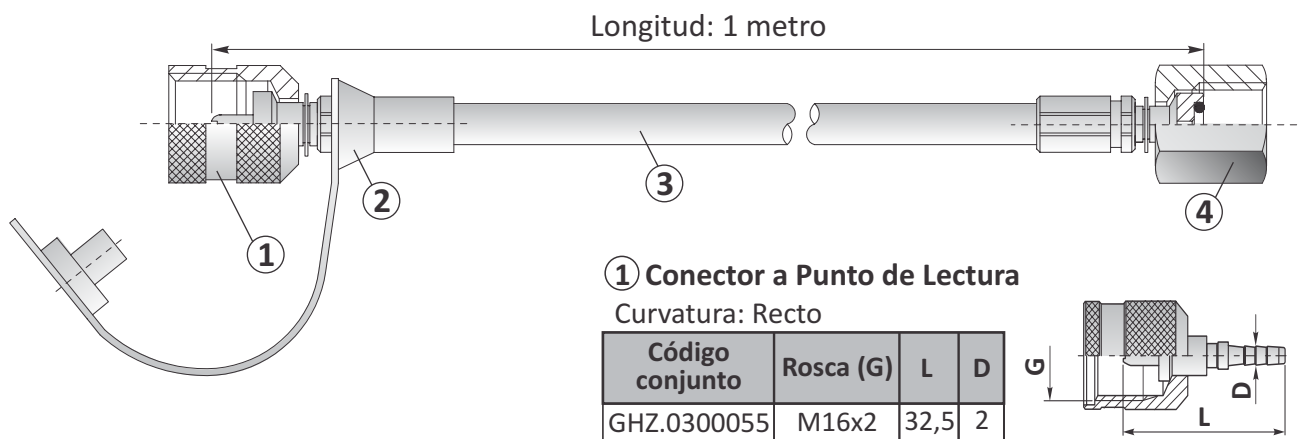 Longitud: 1 metro
1
2
3
4
1 Conector a Punto de Lectura
Curvatura: Recto
Código conjunto Rosca (G) L D
GHZ.0300055 M16x2 32,5 2
G
D
L